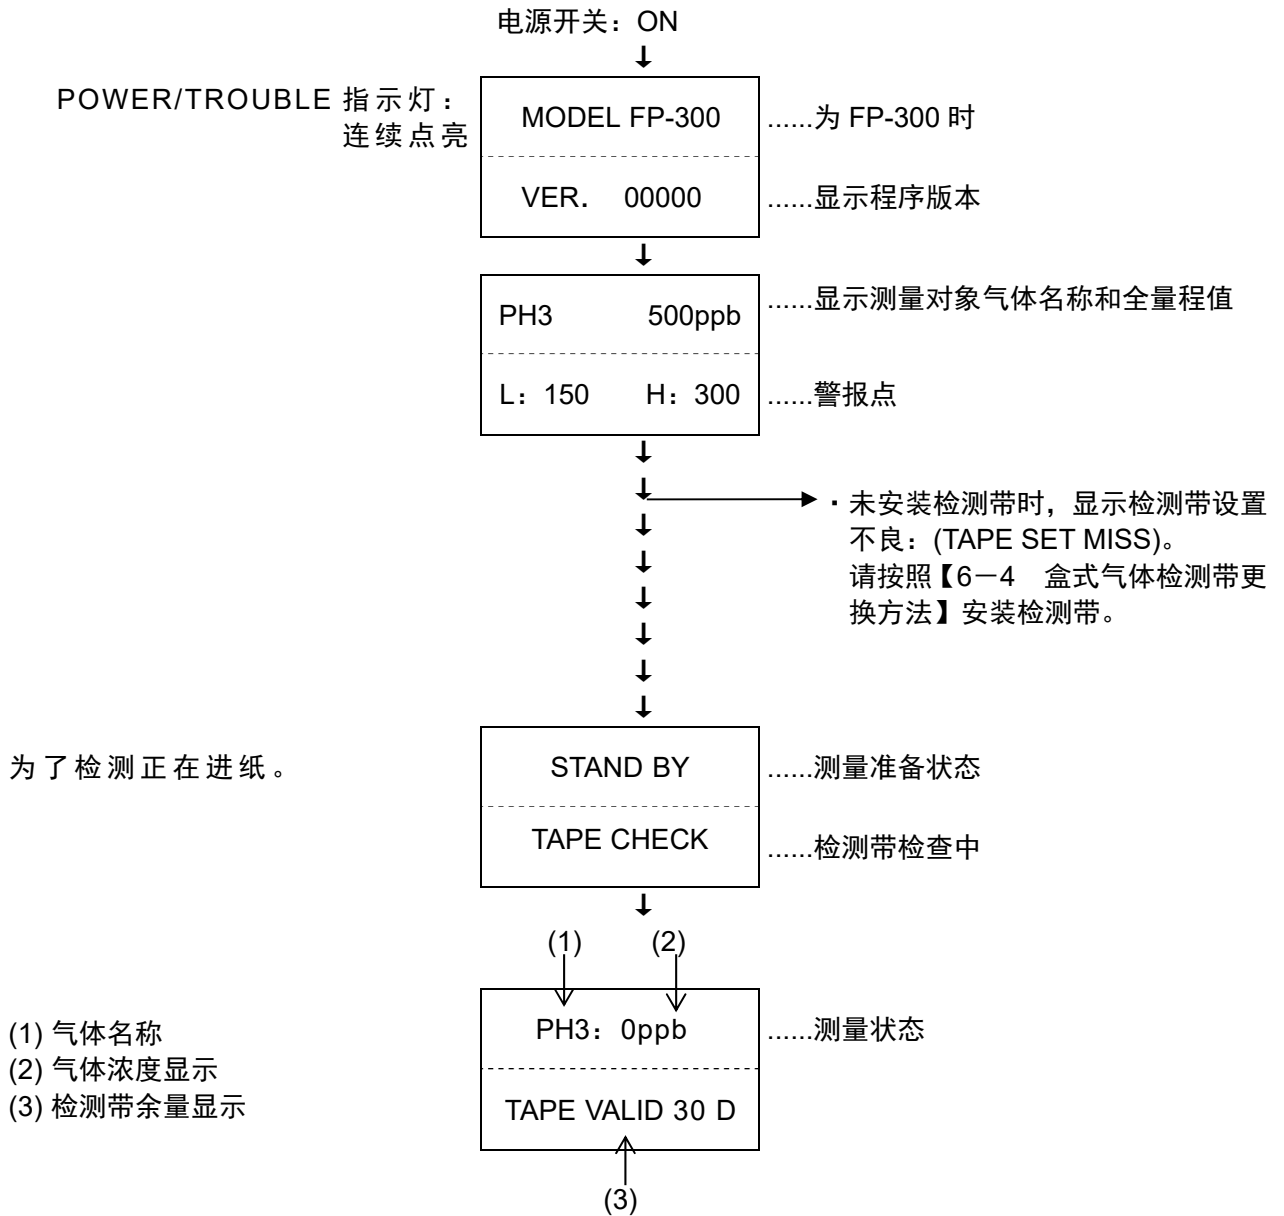 电源开关：ON
POWER/TROUBLE 指示灯：
连续点亮
MODEL FP-300
......为 FP-300 时
VER. 00000
......显示程序版本
PH3 500ppb
......显示测量对象气体名称和全量程值
L：150 H：300
......警报点
・未安装检测带时，显示检测带设置
不良：(TAPE SET MISS)。
请按照【6－4　盒式气体检测带更
换方法】安装检测带。
为了检测正在进纸。
STAND BY
......测量准备状态
TAPE CHECK
......检测带检查中
(1) (2)
PH3：0ppb
......测量状态
(1) 气体名称
(2) 气体浓度显示
(3) 检测带余量显示
TAPE VALID 30 D
(3)